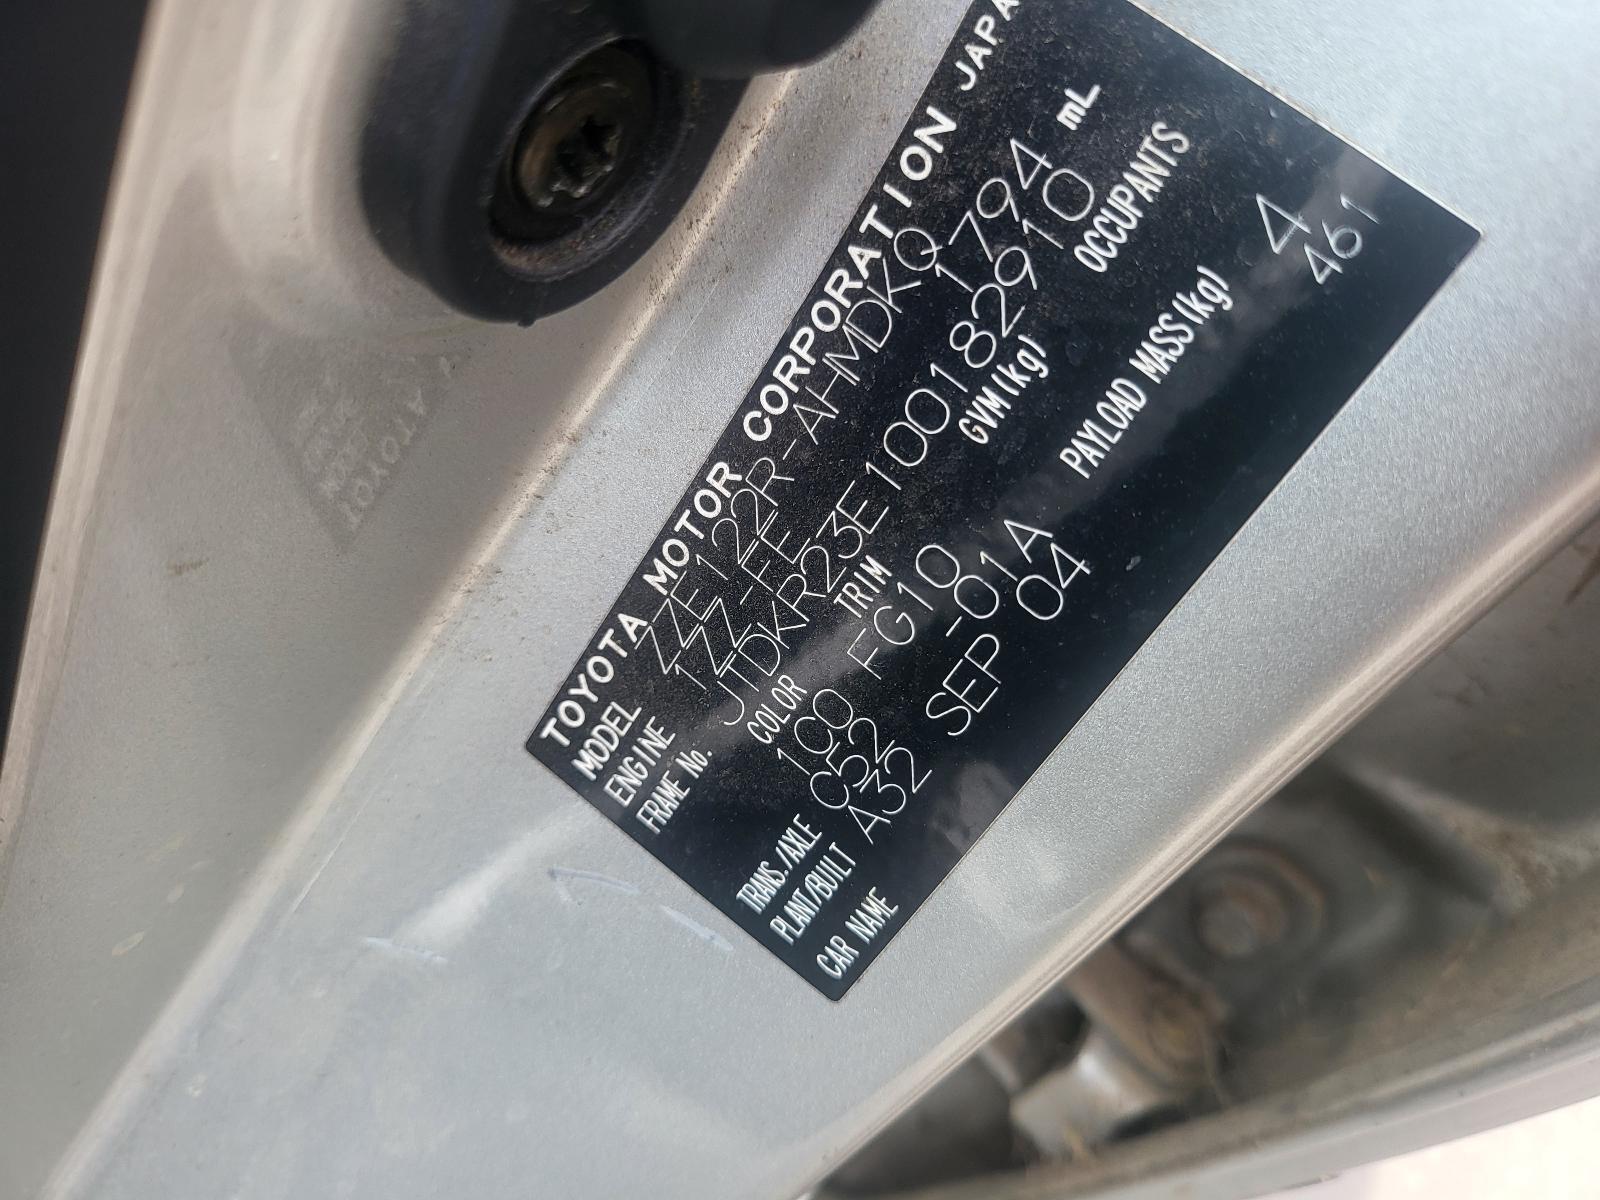 TOYOTA MOTOR CORPORATION JAPA
MODEL ZZE122R-AHMDKQ
ENGINE 1ZZ-FE 1794 mL
FRAME No. JTDKR23E100182910
COLOR TRIM GVM(kg) OCCUPANTS
1C0 FG10 4
TRANS./AXLE C52 -01A PAYLOAD MASS(kg) 461
PLANT/BUILT A32 SEP 04
CAR NAME